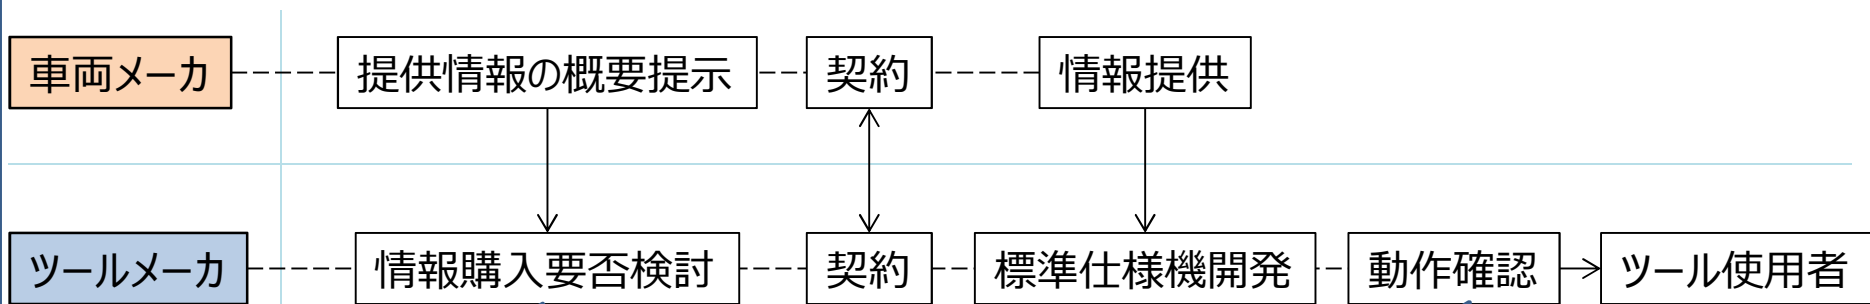 車両メーカ
提供情報の概要提示
契約
情報提供
ツールメーカ
情報購入要否検討
契約
標準仕様機開発
動作確認
ツール使用者